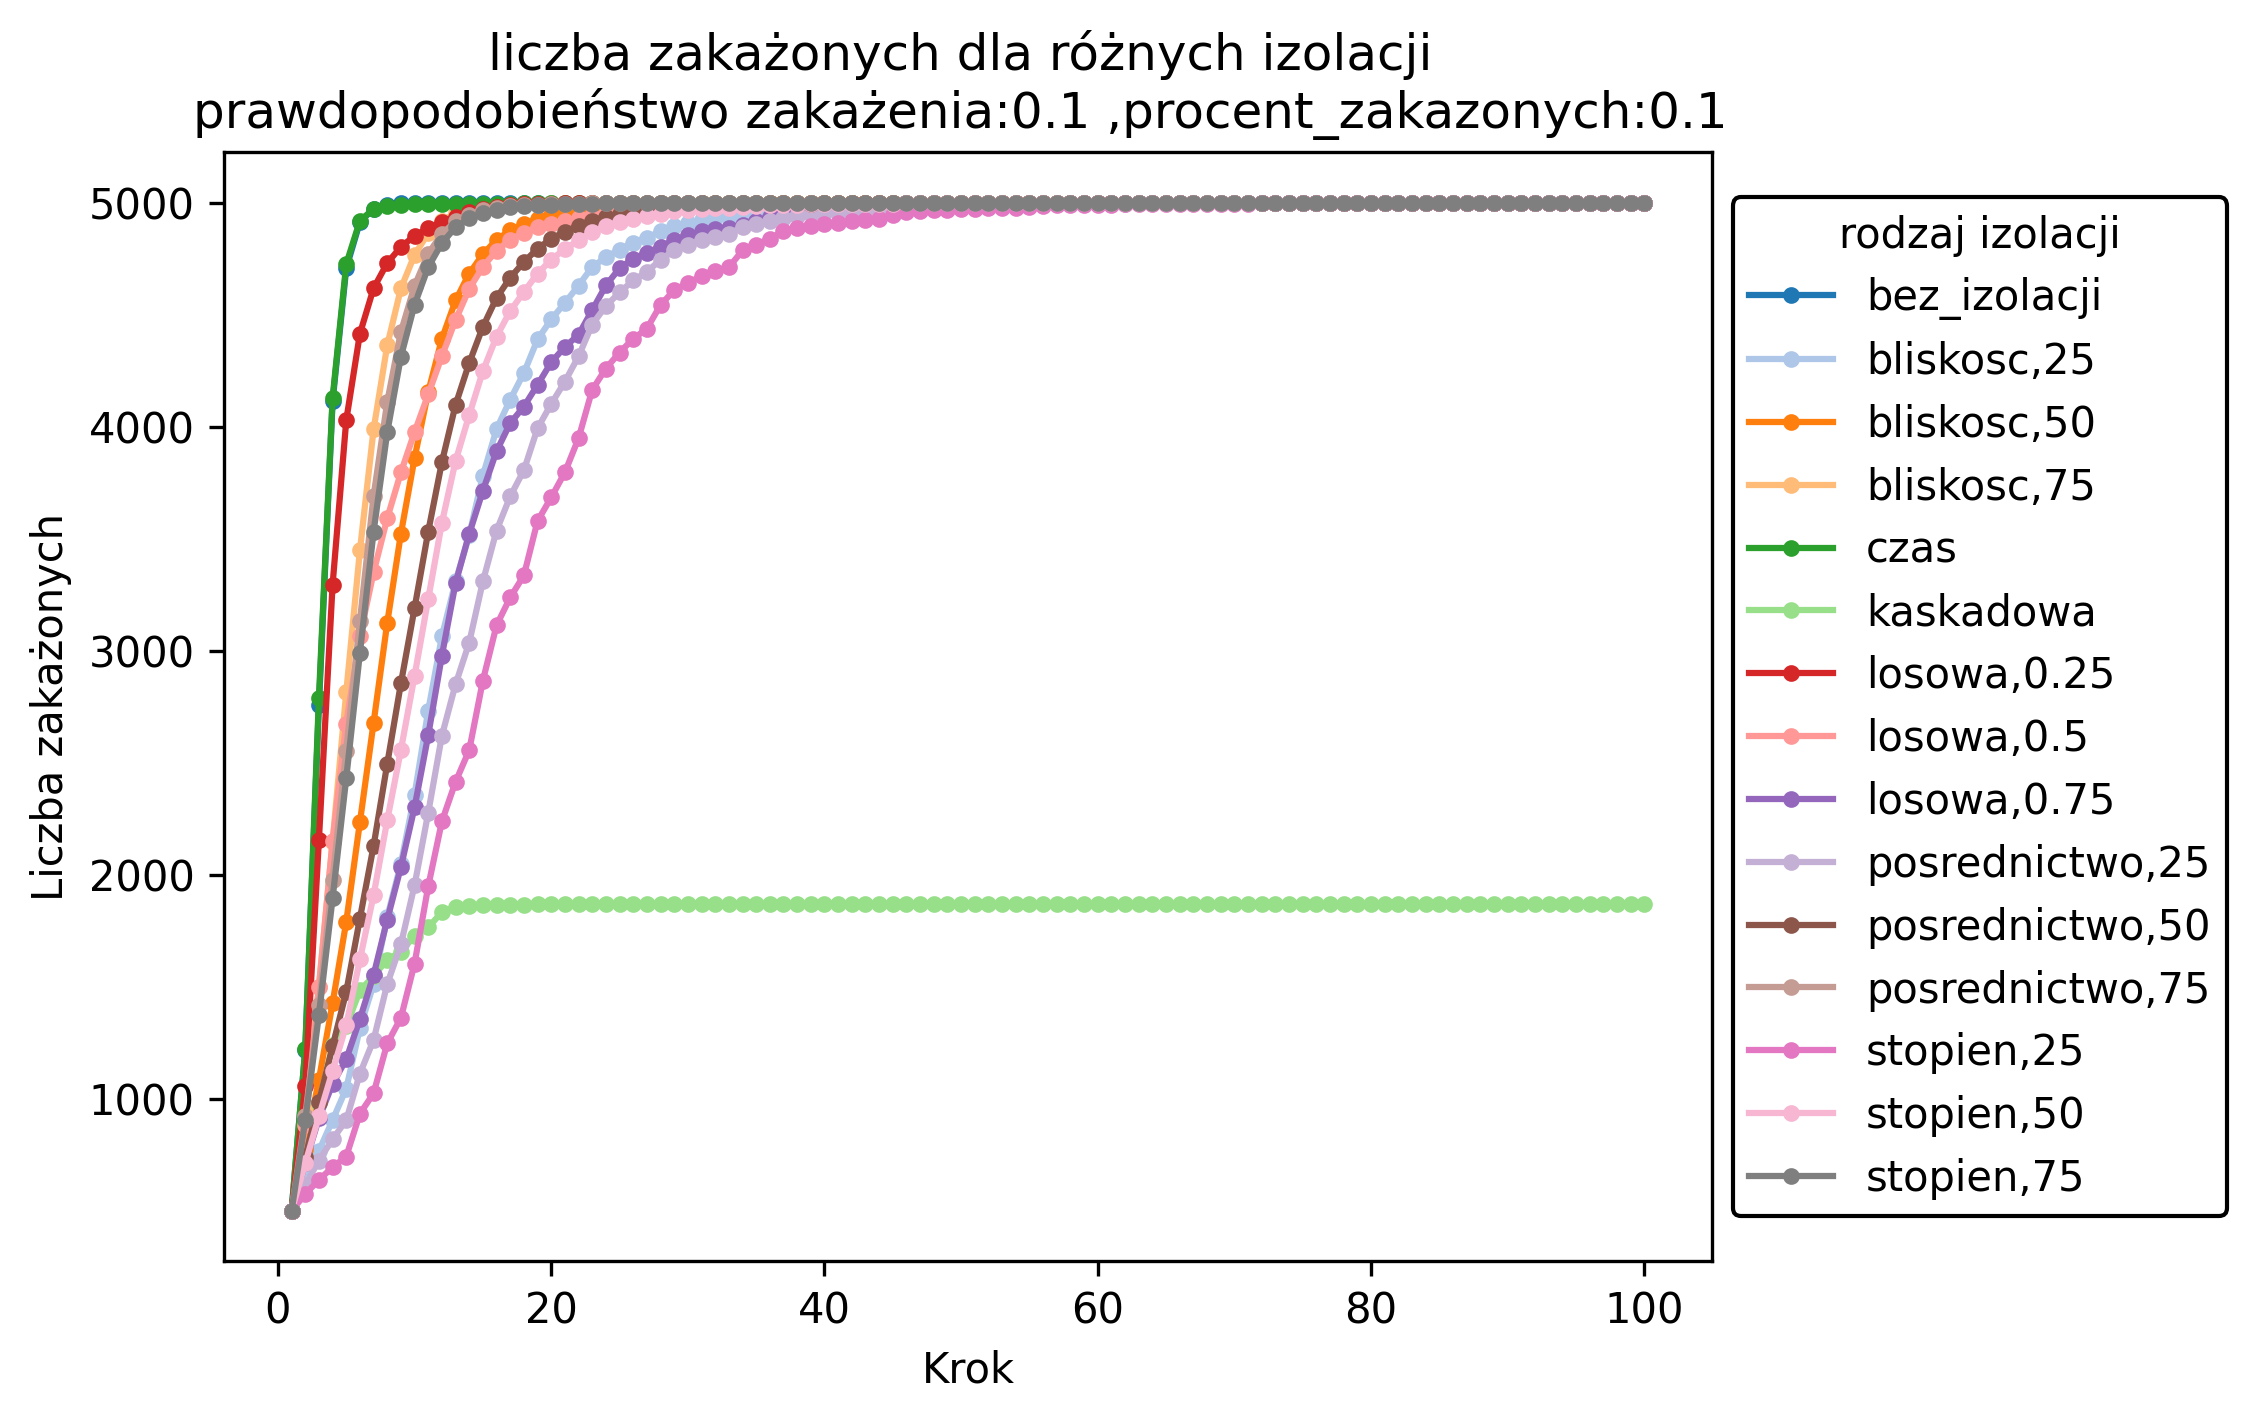 liczba zakażonych dla różnych izolacji
prawdopodobieństwo zakażenia:0.1 ,procent_zakazonych:0.1
Liczba zakażonych
5000
4000
3000
2000
1000
0
20
40
60
80
100
Krok
rodzaj izolacji
bez_izolacji
bliskosc,25
bliskosc,50
bliskosc,75
czas
kaskadowa
losowa,0.25
losowa,0.5
losowa,0.75
posrednictwo,25
posrednictwo,50
posrednictwo,75
stopien,25
stopien,50
stopien,75